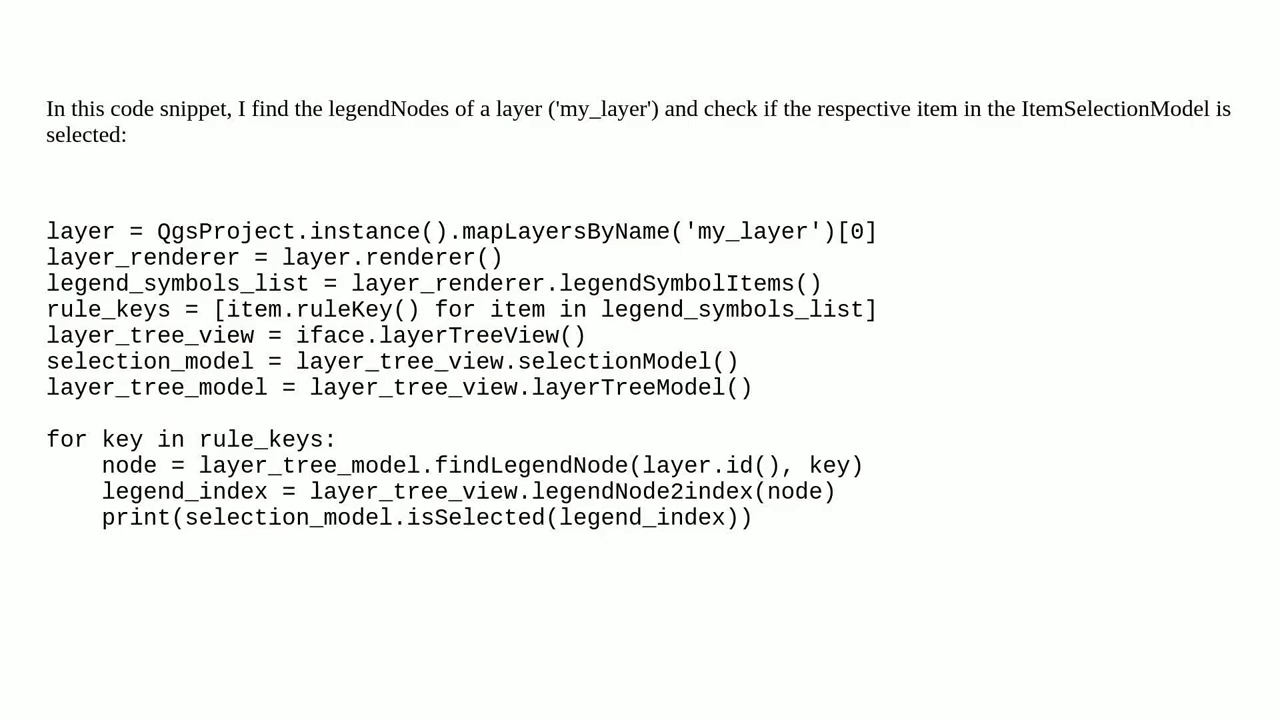 In this code snippet, I find the legendNodes of a layer ('my_layer') and check if the respective item in the ItemSelectionModel is
selected:
layer = QgsProject.instance().mapLayersByName('my_layer')[0]
layer_renderer = layer.renderer()
legend_symbols_list = layer_renderer.legendSymbolItems()
rule_keys = [item.ruleKey() for item in legend_symbols_list]
layer_tree_view = iface.layerTreeView()
selection_model = layer_tree_view.selectionModel()
layer_tree_model = layer_tree_view.layerTreeModel()
for key in rule_keys:
    node = layer_tree_model.findLegendNode(layer.id(), key)
    legend_index = layer_tree_view.legendNode2index(node)
    print(selection_model.isSelected(legend_index))